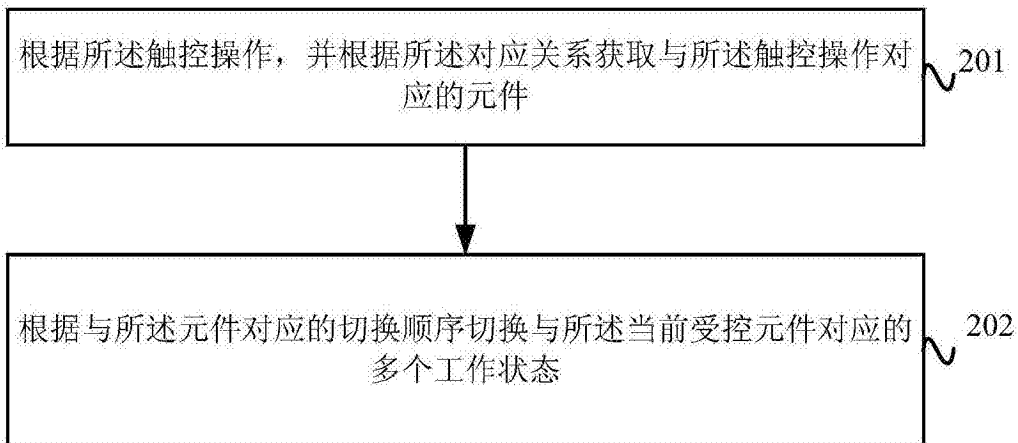 根据所述触控操作，并根据所述对应关系获取与所述触控操作对
应的元件
201
根据与所述元件对应的切换顺序切换与所述当前受控元件对应的
多个工作状态
202